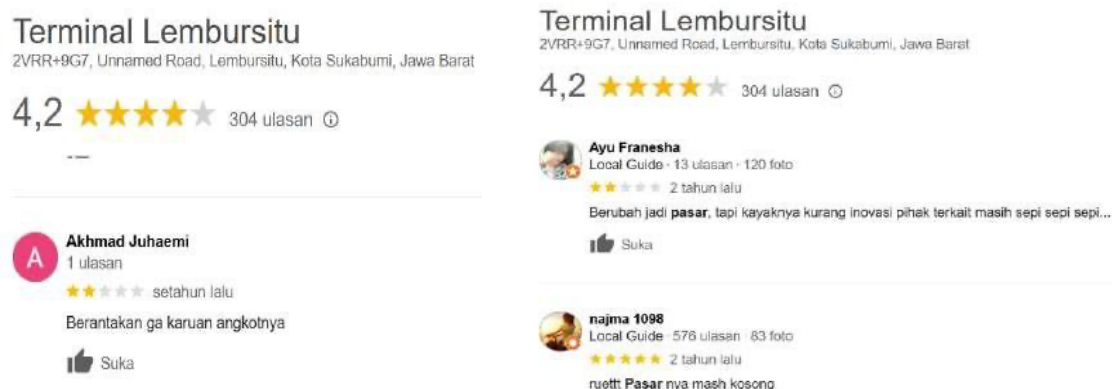 Terminal Lembursitu
2VRR+9G7, Unnamed Road, Lembursitu, Kota Sukabumi, Jawa Barat
4,2 304 ulasan
Akhmad Juhaemi
A
1 ulasan
setahun lalu
Berantakan ga karuan angkotnya
Suka
Terminal Lembursitu
2VRR+9G7, Unnamed Road, Lembursitu, Kota Sukabumi, Jawa Barat
4,2 304 ulasan
Ayu Franesha
Local Guide · 13 ulasan · 120 foto
2 tahun lalu
Berubah jadi pasar, tapi kayaknya kurang inovasi pihak terkait masih sepi sepi sepi...
Suka
najma 1098
Local Guide · 576 ulasan · 83 foto
2 tahun lalu
ruettt Pasar nya mash kosong